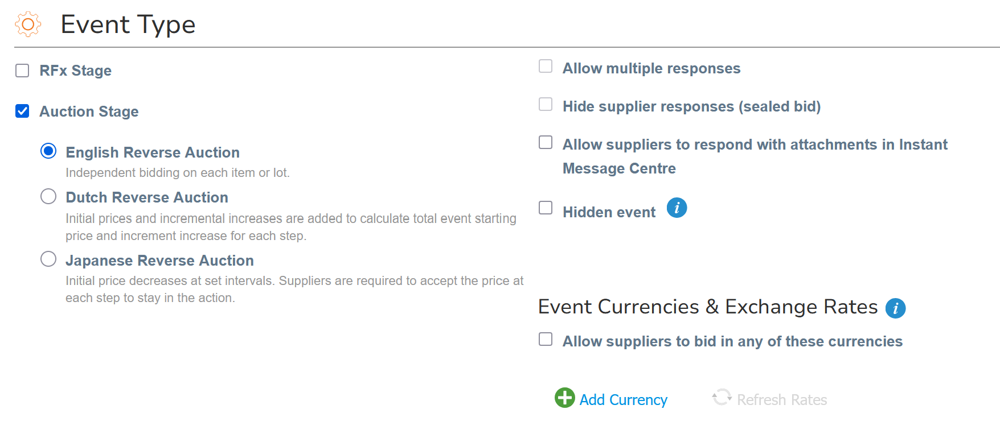 Event Type
RFx Stage
Auction Stage
English Reverse Auction
Independent bidding on each item or lot.
Dutch Reverse Auction
Initial prices and incremental increases are added to calculate total event starting
price and increment increase for each step.
Japanese Reverse Auction
Initial price decreases at set intervals. Suppliers are required to accept the price at
each step to stay in the action.
Allow multiple responses
Hide supplier responses (sealed bid)
Allow suppliers to respond with attachments in Instant
Message Centre
Hidden event i
Event Currencies & Exchange Rates i
Allow suppliers to bid in any of these currencies
Add Currency
Refresh Rates